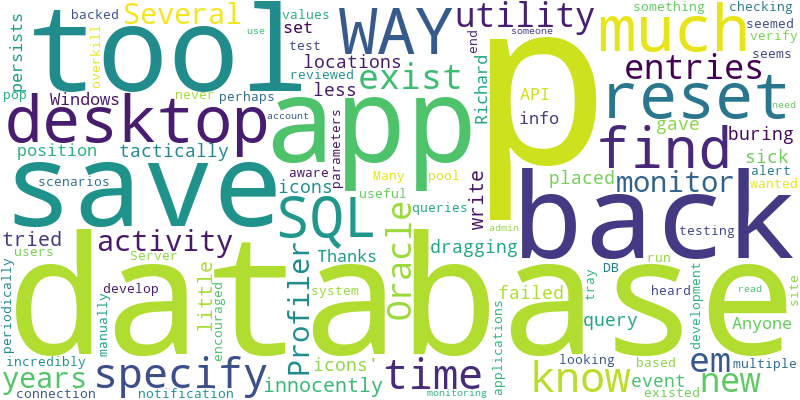 backed Several
tool
WAY
utility
values
set
use
someone
something checking
seemed verify
persists
overkill
test
locations
reviewed
less
exist
end
much
entries
seems
pop Windows never perhaps
desktop
account
app
parameters
Richard
p
API
info
reset
need
gave buring
position tactically
icons
aware Many pool
useful
find
sick
alert
scenarios
save
SQL
queries
write
placed monitor wanted
tried
activity
Oracle
admin
back
testing
users Server
Profiler
Thanks
dragging
periodically
manually
little
encouraged
database
system
applications
failed
tray
DB
run heard
development
site
read
develop
query
Anyone
incredibly
icons'
looking
based em
multiple
years
specify
time
know
event
new
connection notification
innocently
existed
monitoring